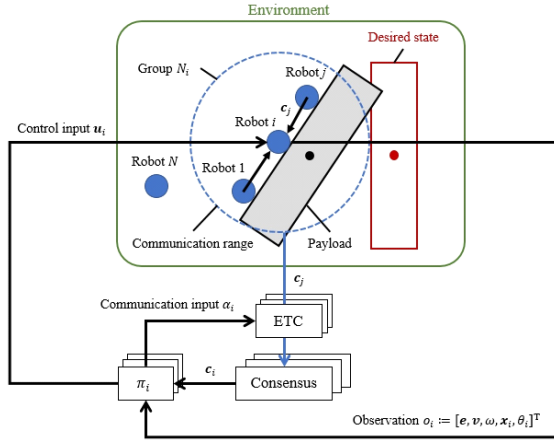 Environment
Desired state
Group 𝑁ᵢ
Robot 𝑗
𝒄ⱼ
Robot 𝑖
Control input 𝒖ᵢ
Robot 𝑁
Robot 1
Communication range
Payload
𝒄ⱼ
Communication input 𝛼ᵢ
ETC
𝒄ᵢ
𝜋ᵢ
Consensus
Observation 𝑜ᵢ ≔ [𝒆, 𝒗, 𝜔, 𝒙ᵢ, 𝜃ᵢ]ᵀ